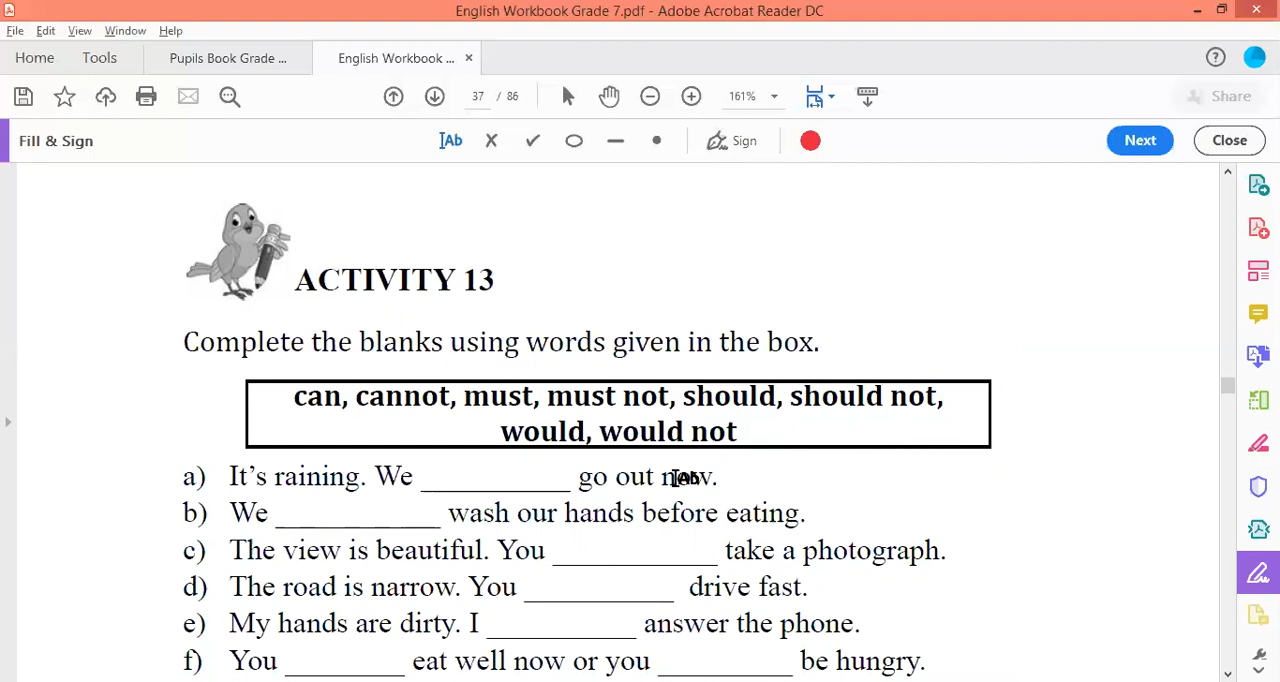 English Workbook Grade 7.pdf - Adobe Acrobat Reader DC
File Edit View Window Help
Home Tools Pupils Book Grade ... English Workbook ... ×
37 / 86 161% Share
Fill & Sign Ab Sign Next Close
ACTIVITY 13
Complete the blanks using words given in the box.
can, cannot, must, must not, should, should not,
would, would not
a) It’s raining. We ___________ go out now.
b) We ____________ wash our hands before eating.
c) The view is beautiful. You ____________ take a photograph.
d) The road is narrow. You ___________ drive fast.
e) My hands are dirty. I ___________ answer the phone.
f) You _________ eat well now or you __________ be hungry.